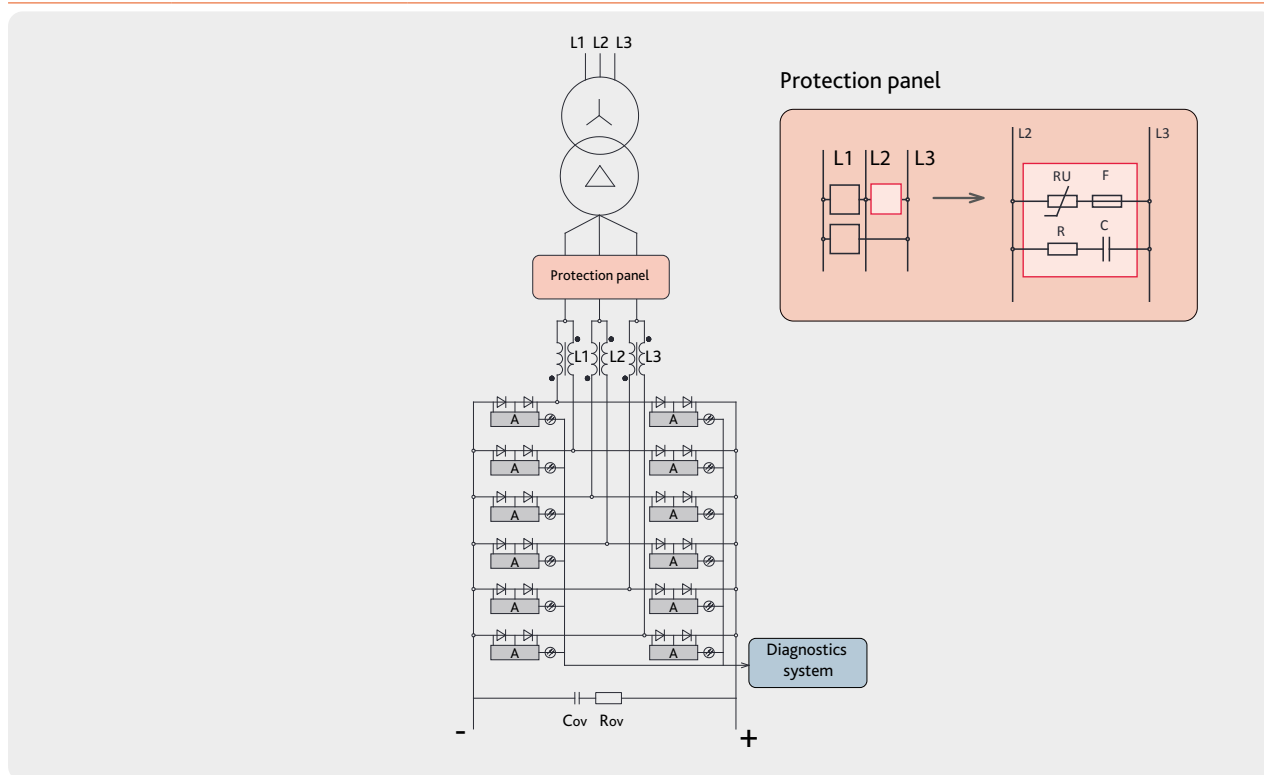 L1 L2 L3
Protection panel
L1 L2 L3
L2 L3
RU F
R C
Protection panel
L1 L2 L3
A A
A A
A A
A A
A A
A A
Diagnostics
system
Cov Rov
- +